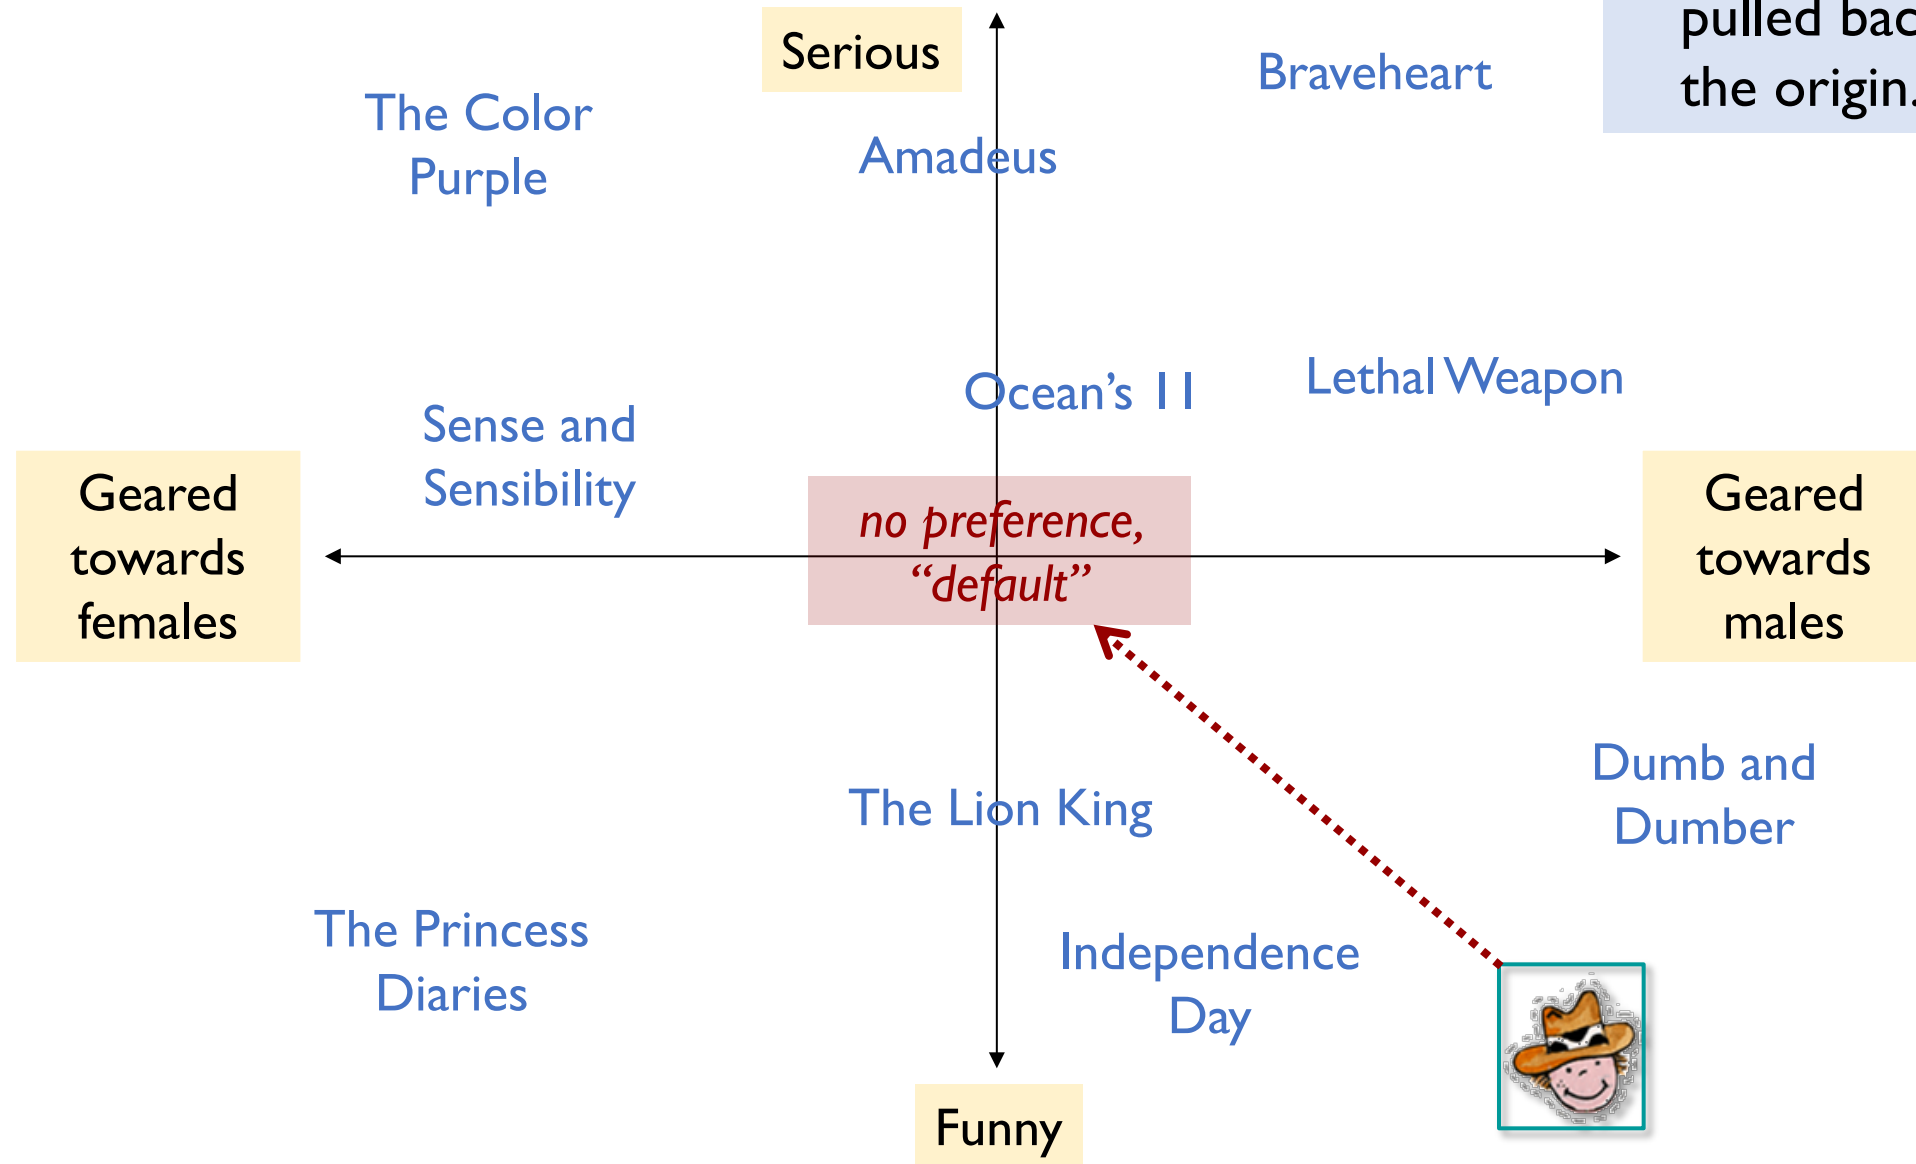 pulled bac
the origin.
Serious
Braveheart
The Color
Purple
Amadeus
Ocean’s 11
Lethal Weapon
Sense and
Sensibility
Geared
towards
females
no preference,
“default”
Geared
towards
males
Dumb and
Dumber
The Lion King
The Princess
Diaries
Independence
Day
Funny